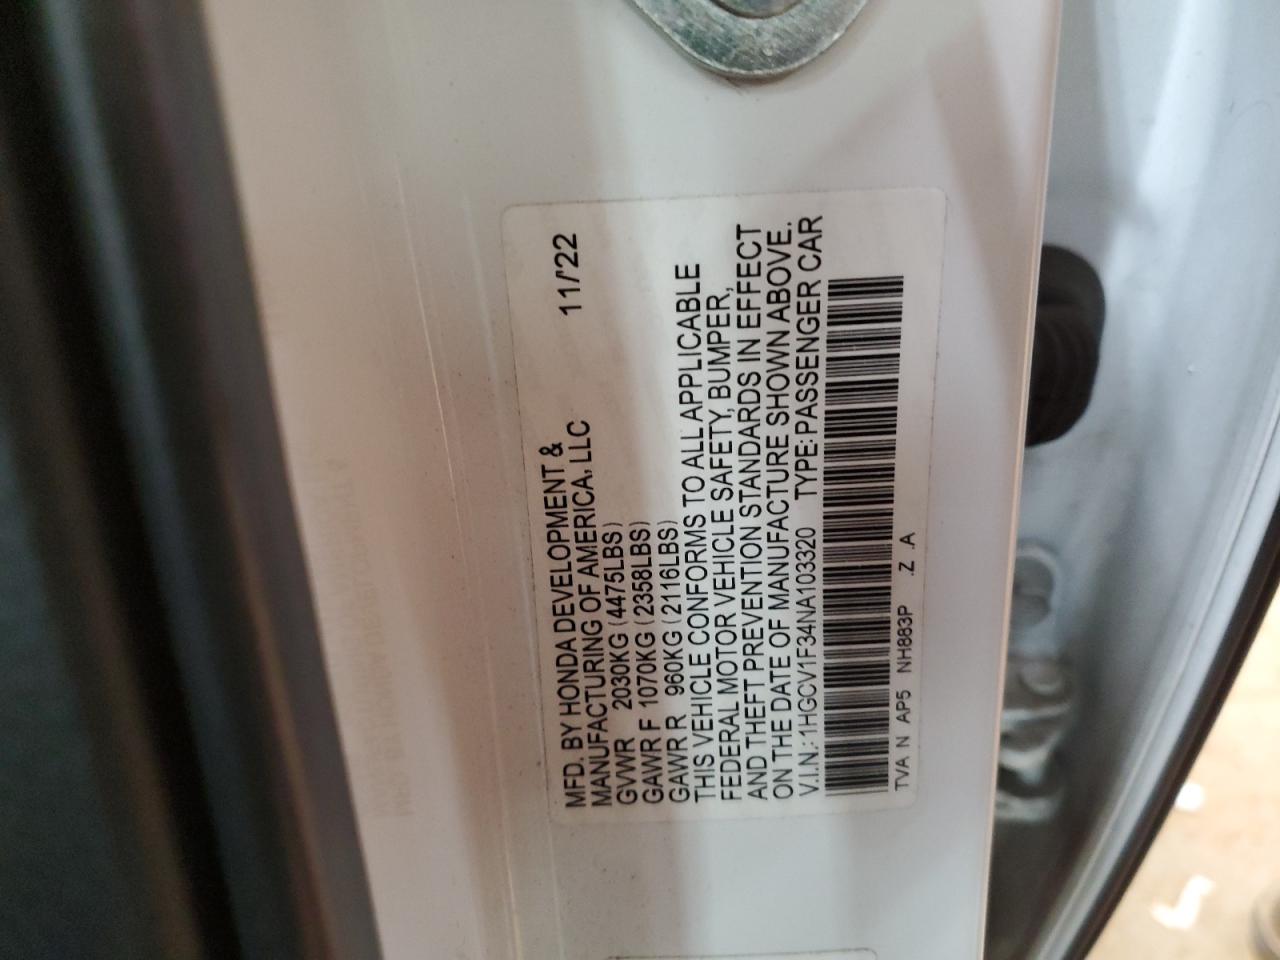 MFD. BY HONDA DEVELOPMENT &
MANUFACTURING OF AMERICA, LLC 11/'22
GVWR 2030KG (4475LBS)
GAWR F 1070KG (2358LBS)
GAWR R 960KG (2116LBS)
THIS VEHICLE CONFORMS TO ALL APPLICABLE
FEDERAL MOTOR VEHICLE SAFETY, BUMPER,
AND THEFT PREVENTION STANDARDS IN EFFECT
ON THE DATE OF MANUFACTURE SHOWN ABOVE.
V.I.N.: 1HGCV1F34NA103320 TYPE: PASSENGER CAR
TVA N AP5 NH883P .Z .A